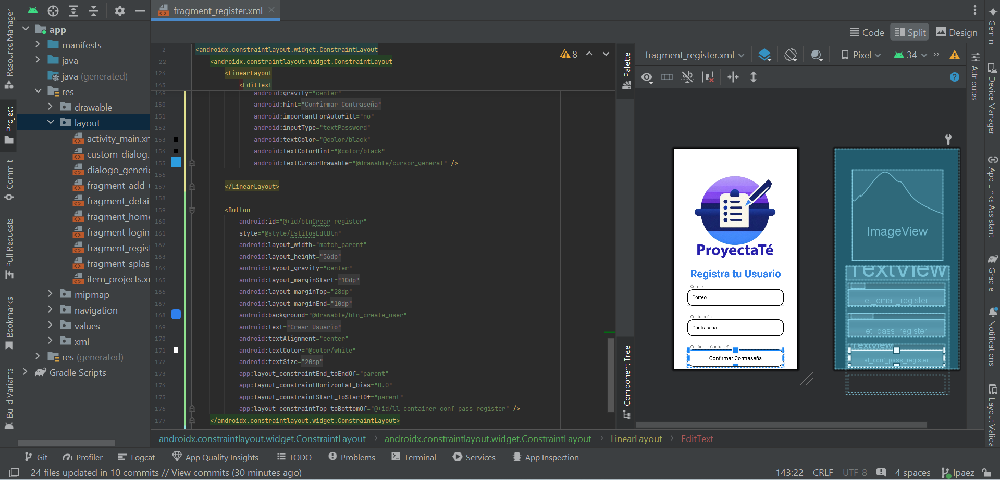 fragment_register.xml
Code
Split
Design
Resource Manager
Project
Commit
Pull Requests
Bookmarks
Build Variants
app
manifests
java
java (generated)
res
drawable
layout
activity_main.xm
custom_dialog.
dialogo_generic
fragment_add_u
fragment_detail
fragment_home
fragment_login
fragment_regist
fragment_splas
item_projects.xm
mipmap
navigation
values
xml
res (generated)
Gradle Scripts
2 <androidx.constraintlayout.widget.ConstraintLayout
22 <androidx.constraintlayout.widget.ConstraintLayout
124 <LinearLayout
143 <EditText
8
149 android:gravity="center"
150 android:hint="Confirmar Contraseña"
151 android:importantForAutofill="no"
152 android:inputType="textPassword"
153 android:textColor="@color/black"
154 android:textColorHint="@color/black"
155 android:textCursorDrawable="@drawable/cursor_general" />
156
157 </LinearLayout>
158
159 <Button
160 android:id="@+id/btnCrear_register"
161 style="@style/EstilosEdtBtn"
162 android:layout_width="match_parent"
163 android:layout_height="56dp"
164 android:layout_gravity="center"
165 android:layout_marginStart="10dp"
166 android:layout_marginTop="28dp"
167 android:layout_marginEnd="10dp"
168 android:background="@drawable/btn_create_user"
169 android:text="Crear Usuario"
170 android:textAlignment="center"
171 android:textColor="@color/white"
172 android:textSize="20sp"
173 app:layout_constraintEnd_toEndOf="parent"
174 app:layout_constraintHorizontal_bias="0.0"
175 app:layout_constraintStart_toStartOf="parent"
176 app:layout_constraintTop_toBottomOf="@+id/ll_container_conf_pass_register" />
177 </androidx.constraintlayout.widget.ConstraintLayout>
Palette
Component Tree
fragment_register.xml
Pixel
34
ProyectaTé
Registra tu Usuario
Correo
Correo
Contraseña
Contraseña
Confirmar Contraseña
Confirmar Contraseña
ImageView
TextView
et_email_register
et_pass_register
TextView
et_conf_pass_register
Attributes
Gemini
Device Manager
App Links Assistant
Gradle
Notifications
Layout Valida
androidx.constraintlayout.widget.ConstraintLayout
androidx.constraintlayout.widget.ConstraintLayout
LinearLayout
EditText
Git
Profiler
Logcat
App Quality Insights
TODO
Problems
Terminal
Services
App Inspection
24 files updated in 10 commits // View commits (30 minutes ago)
143:22
CRLF
UTF-8
4 spaces
lpaez